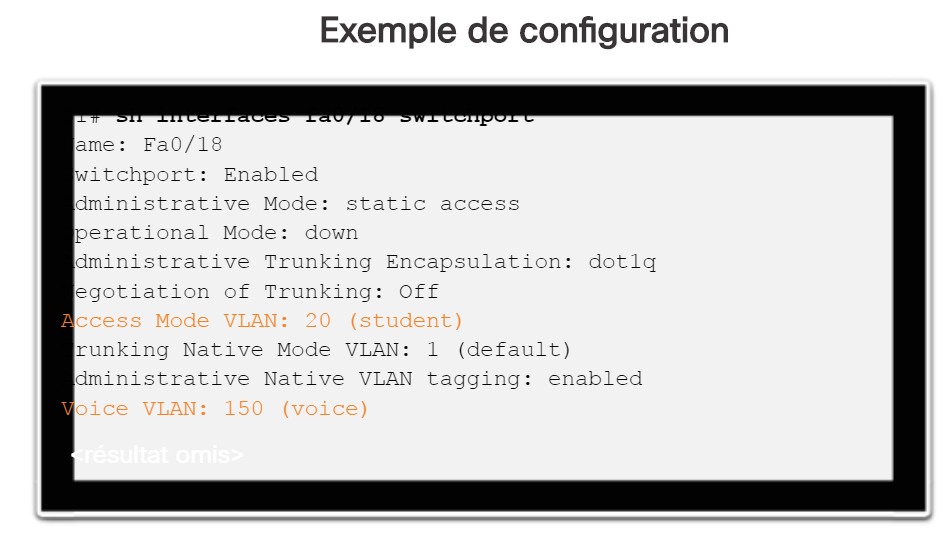 Exemple de configuration
1# sh interfaces fa0/18 switchport
ame: Fa0/18
witchport: Enabled
dministrative Mode: static access
perational Mode: down
dministrative Trunking Encapsulation: dot1q
egotiation of Trunking: Off
Access Mode VLAN: 20 (student)
runking Native Mode VLAN: 1 (default)
dministrative Native VLAN tagging: enabled
Voice VLAN: 150 (voice)
<résultat omis>